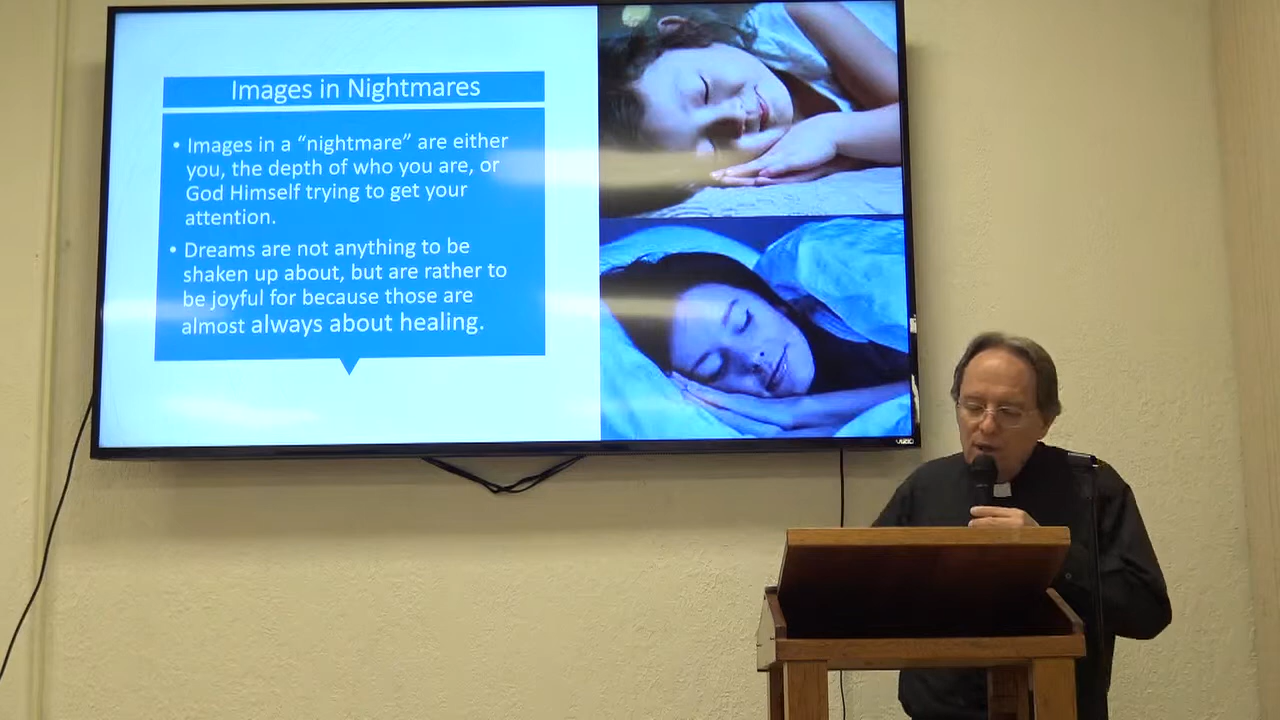 Images in Nightmares
• Images in a “nightmare” are either
you, the depth of who you are, or
God Himself trying to get your
attention.
• Dreams are not anything to be
shaken up about, but are rather to
be joyful for because those are
almost always about healing.
VIZIO